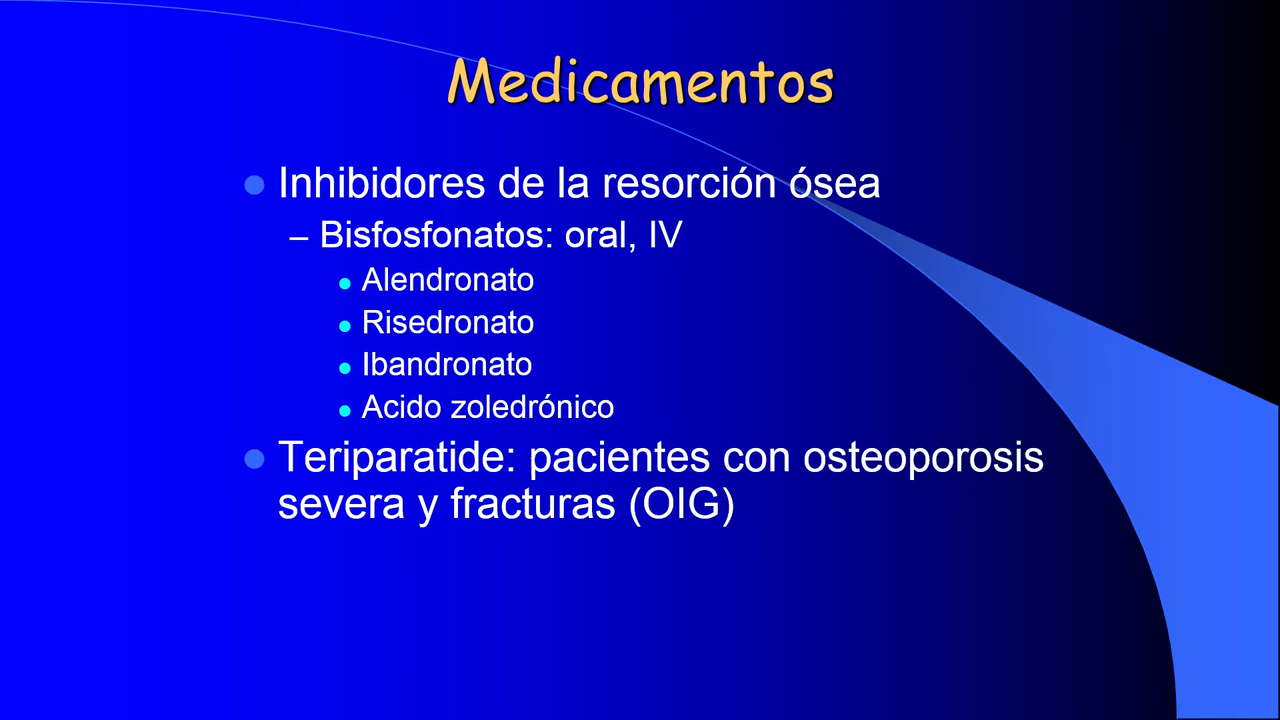 Medicamentos
Inhibidores de la resorción ósea
– Bisfosfonatos: oral, IV
Alendronato
Risedronato
Ibandronato
Acido zoledrónico
Teriparatide: pacientes con osteoporosis
severa y fracturas (OIG)